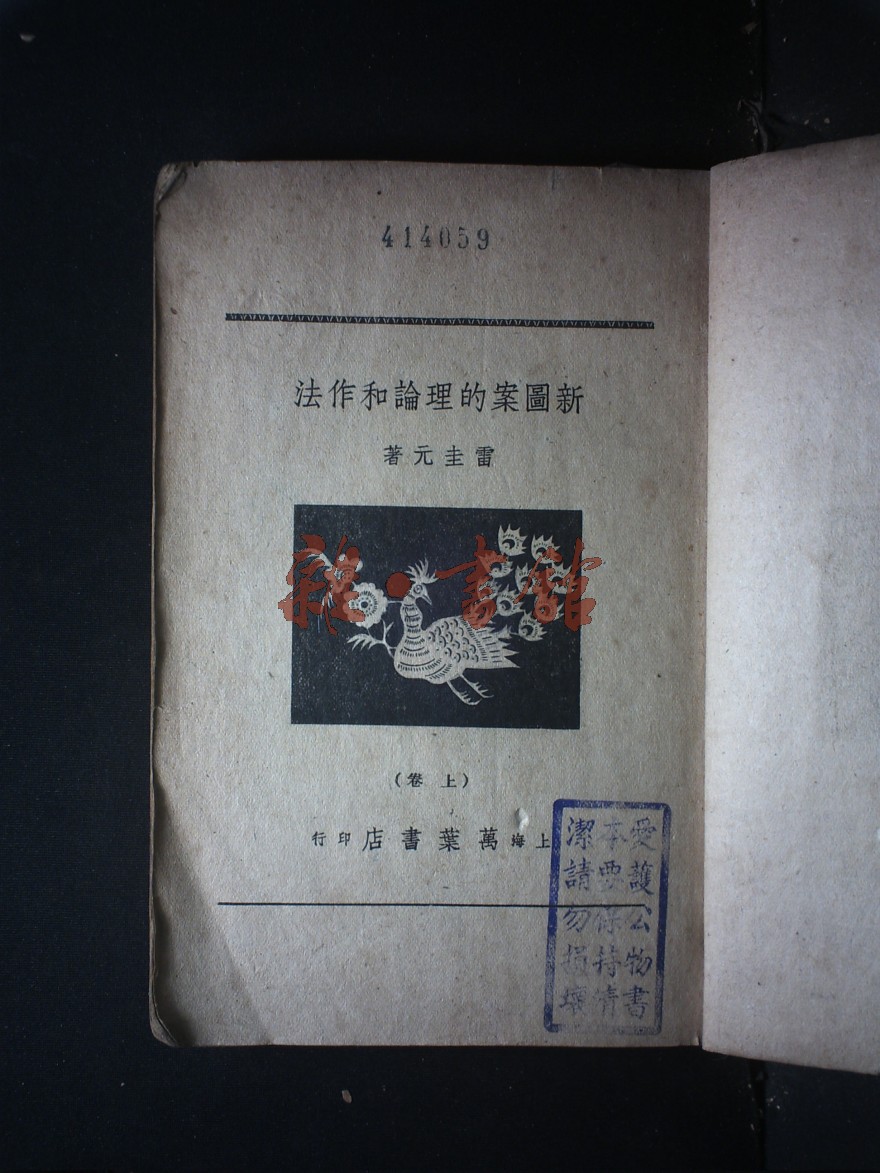 414059
新圖案的理論和作法
雷圭元著
雜·書館
（上卷）
上海萬葉書店印行
愛護公物書
本要保持清
潔請勿損壞